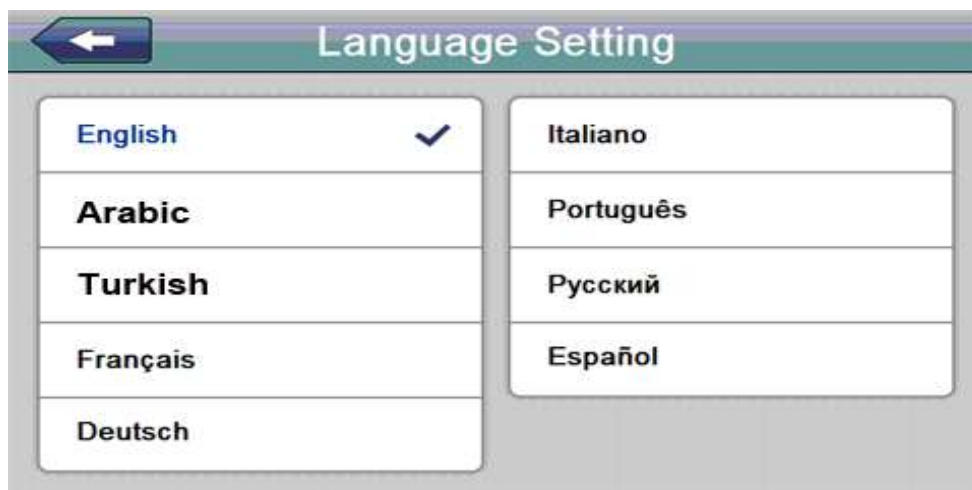 Language Setting
English
Arabic
Turkish
Français
Deutsch
Italiano
Português
Русский
Español